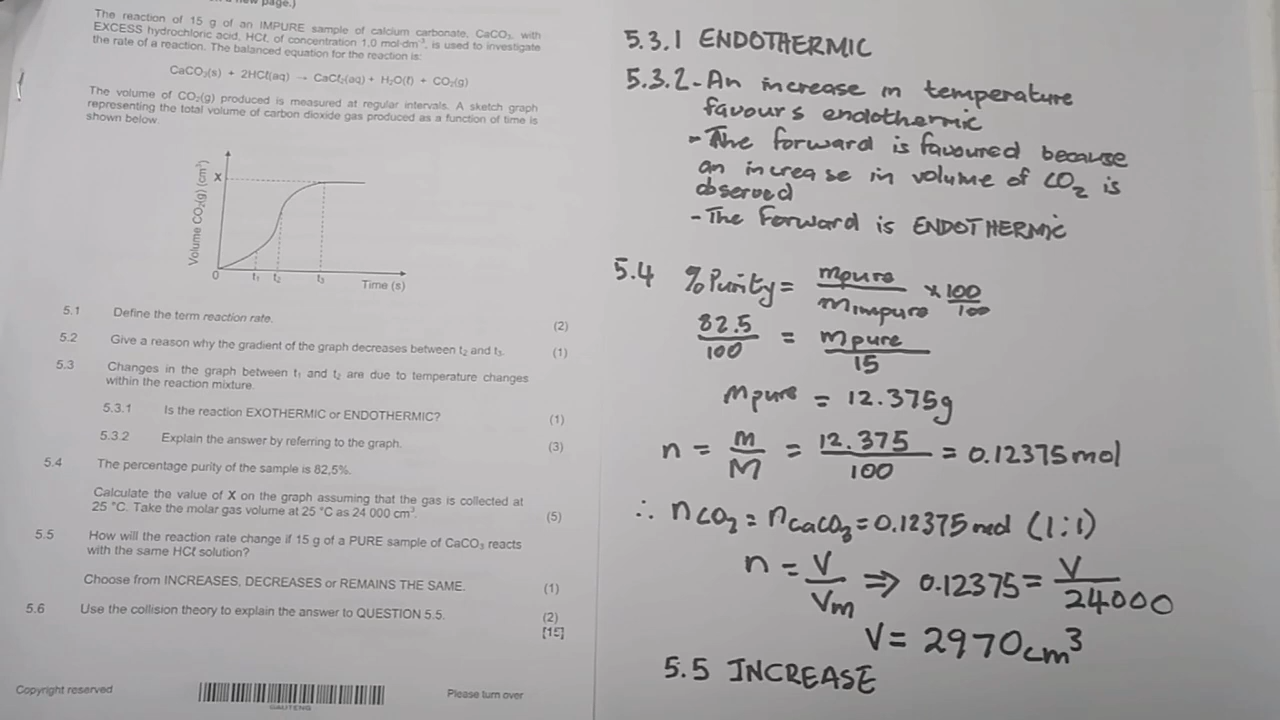 n a new page.)
The reaction of 15 g of an IMPURE sample of calcium carbonate, CaCO₃, with
EXCESS hydrochloric acid, HCℓ, of concentration 1,0 mol·dm⁻³, is used to investigate
the rate of a reaction. The balanced equation for the reaction is:
CaCO₃(s) + 2HCℓ(aq) → CaCℓ₂(aq) + H₂O(ℓ) + CO₂(g)
The volume of CO₂(g) produced is measured at regular intervals. A sketch graph
representing the total volume of carbon dioxide gas produced as a function of time is
shown below.
Volume CO₂(g) (cm³)
X
0 t₁ t₂ t₃ Time (s)
5.1 Define the term reaction rate. (2)
5.2 Give a reason why the gradient of the graph decreases between t₂ and t₃. (1)
5.3 Changes in the graph between t₁ and t₂ are due to temperature changes
within the reaction mixture.
5.3.1 Is the reaction EXOTHERMIC or ENDOTHERMIC? (1)
5.3.2 Explain the answer by referring to the graph. (3)
5.4 The percentage purity of the sample is 82,5%.
Calculate the value of X on the graph assuming that the gas is collected at
25 °C. Take the molar gas volume at 25 °C as 24 000 cm³. (5)
5.5 How will the reaction rate change if 15 g of a PURE sample of CaCO₃ reacts
with the same HCℓ solution?
Choose from INCREASES, DECREASES or REMAINS THE SAME. (1)
5.6 Use the collision theory to explain the answer to QUESTION 5.5. (2)
[15]
Copyright reserved
GAUTENG
Please turn over
5.3.1 ENDOTHERMIC
5.3.2 - An increase in temperature
favours endothermic
- The forward is favoured because
an increase in volume of CO₂ is
observed
- The forward is ENDOTHERMIC
5.4 % Purity = mpure / mimpure × 100/100
82.5/100 = mpure/15
mpure = 12.375g
n = m/M = 12.375/100 = 0.12375 mol
∴ nCO₂ = nCaCO₃ = 0.12375 mol (1:1)
n = V/Vm ⇒ 0.12375 = V/24000
V = 2970 cm³
5.5 INCREASE